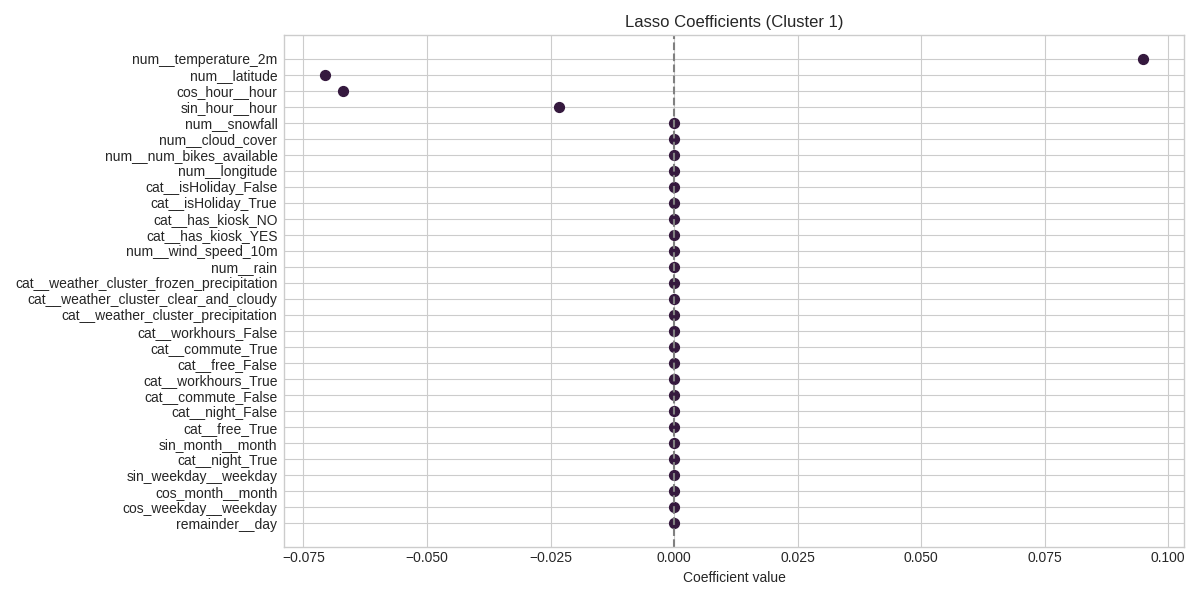 Lasso Coefficients (Cluster 1)
num__temperature_2m
num__latitude
cos_hour__hour
sin_hour__hour
num__snowfall
num__cloud_cover
num__num_bikes_available
num__longitude
cat__isHoliday_False
cat__isHoliday_True
cat__has_kiosk_NO
cat__has_kiosk_YES
num__wind_speed_10m
num__rain
cat__weather_cluster_frozen_precipitation
cat__weather_cluster_clear_and_cloudy
cat__weather_cluster_precipitation
cat__workhours_False
cat__commute_True
cat__free_False
cat__workhours_True
cat__commute_False
cat__night_False
cat__free_True
sin_month__month
cat__night_True
sin_weekday__weekday
cos_month__month
cos_weekday__weekday
remainder__day
−0.075 −0.050 −0.025 0.000 0.025 0.050 0.075 0.100
Coefficient value